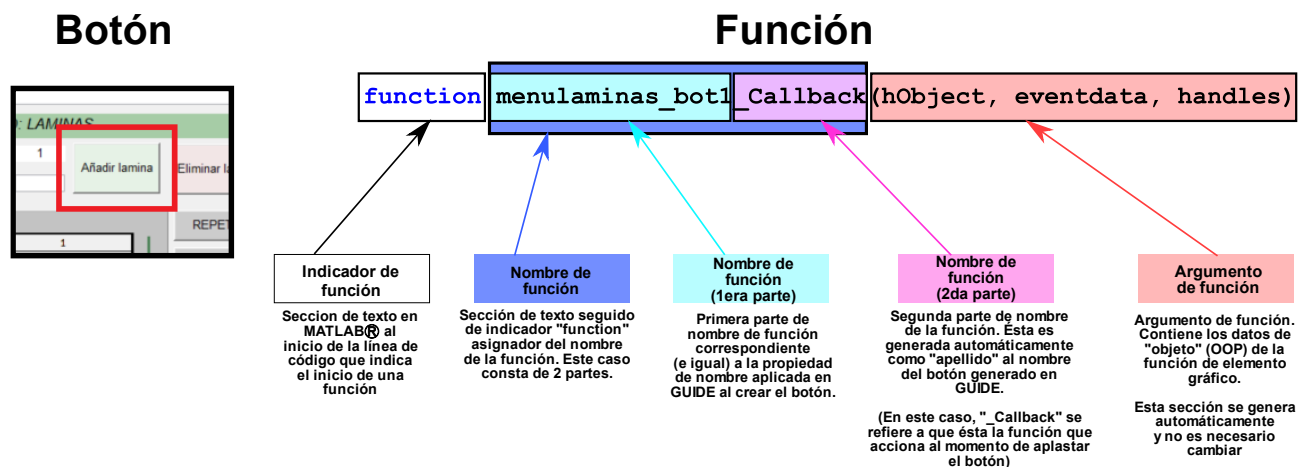 Botón
Función
O: LAMINAS
1
Añadir lamina
Eliminar la
REPET
1
function menulaminas_bot1_Callback(hObject, eventdata, handles)
Indicador de
función
Seccion de texto en
MATLAB® al
inicio de la línea de
código que indica
el inicio de una
función
Nombre de
función
Sección de texto seguido
de indicador "function"
asignador del nombre
de la función. Este caso
consta de 2 partes.
Nombre de
función
(1era parte)
Primera parte de
nombre de función
correspondiente
(e igual) a la propiedad
de nombre aplicada en
GUIDE al crear el botón.
Nombre de
función
(2da parte)
Segunda parte de nombre
de la función. Ésta es
generada automáticamente
como "apellido" al nombre
del botón generado en
GUIDE.
(En este caso, "_Callback" se
refiere a que ésta la función que
acciona al momento de aplastar
el botón)
Argumento
de función
Argumento de función.
Contiene los datos de
"objeto" (OOP) de la
función de elemento
gráfico.
Esta sección se genera
automáticamente
y no es necesario
cambiar